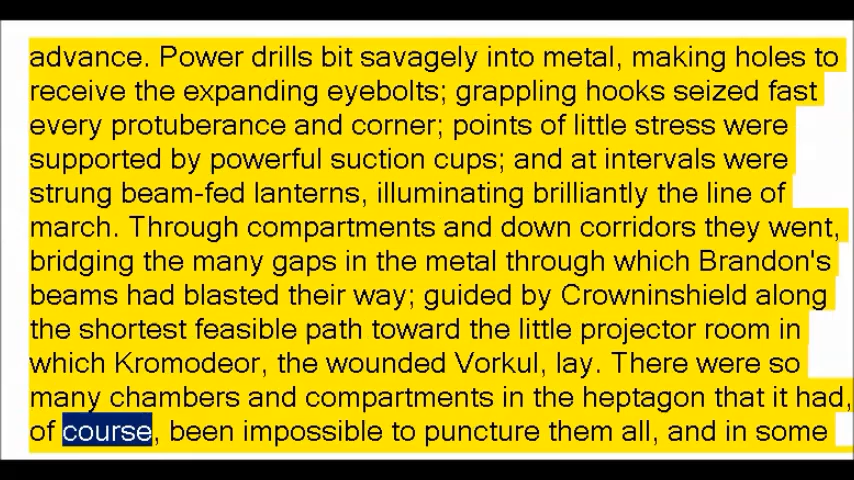 advance. Power drills bit savagely into metal, making holes to
receive the expanding eyebolts; grappling hooks seized fast
every protuberance and corner; points of little stress were
supported by powerful suction cups; and at intervals were
strung beam-fed lanterns, illuminating brilliantly the line of
march. Through compartments and down corridors they went,
bridging the many gaps in the metal through which Brandon's
beams had blasted their way; guided by Crowninshield along
the shortest feasible path toward the little projector room in
which Kromodeor, the wounded Vorkul, lay. There were so
many chambers and compartments in the heptagon that it had,
of course, been impossible to puncture them all, and in some